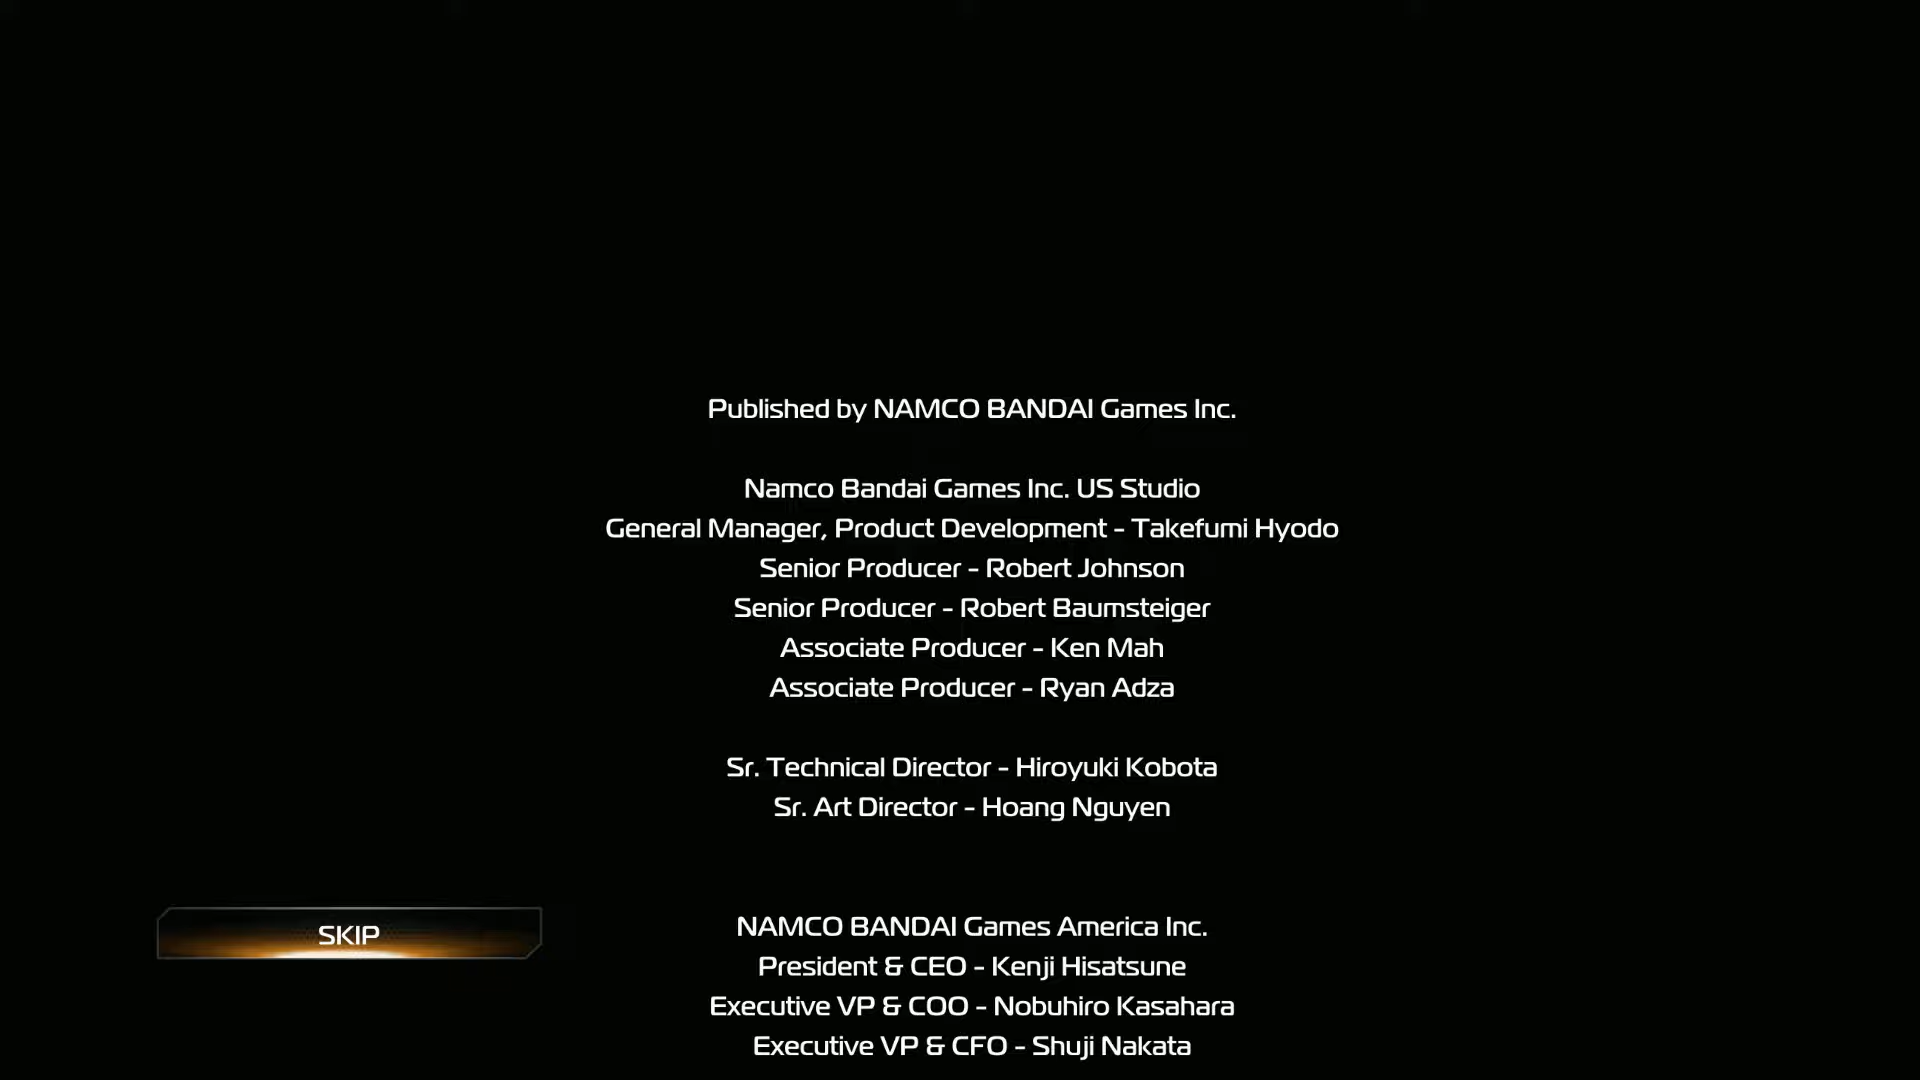 Published by NAMCO BANDAI Games Inc.
Namco Bandai Games Inc. US Studio
General Manager, Product Development - Takefumi Hyodo
Senior Producer - Robert Johnson
Senior Producer - Robert Baumsteiger
Associate Producer - Ken Mah
Associate Producer - Ryan Adza
Sr. Technical Director - Hiroyuki Kobota
Sr. Art Director - Hoang Nguyen
SKIP
NAMCO BANDAI Games America Inc.
President & CEO - Kenji Hisatsune
Executive VP & COO - Nobuhiro Kasahara
Executive VP & CFO - Shuji Nakata